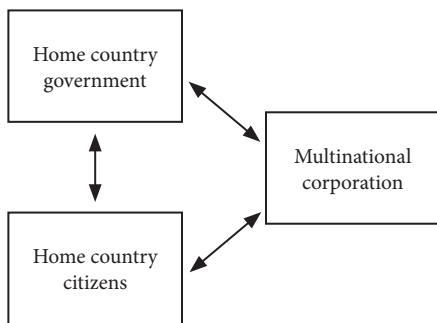 Home country
government
Multinational
corporation
Home country
citizens